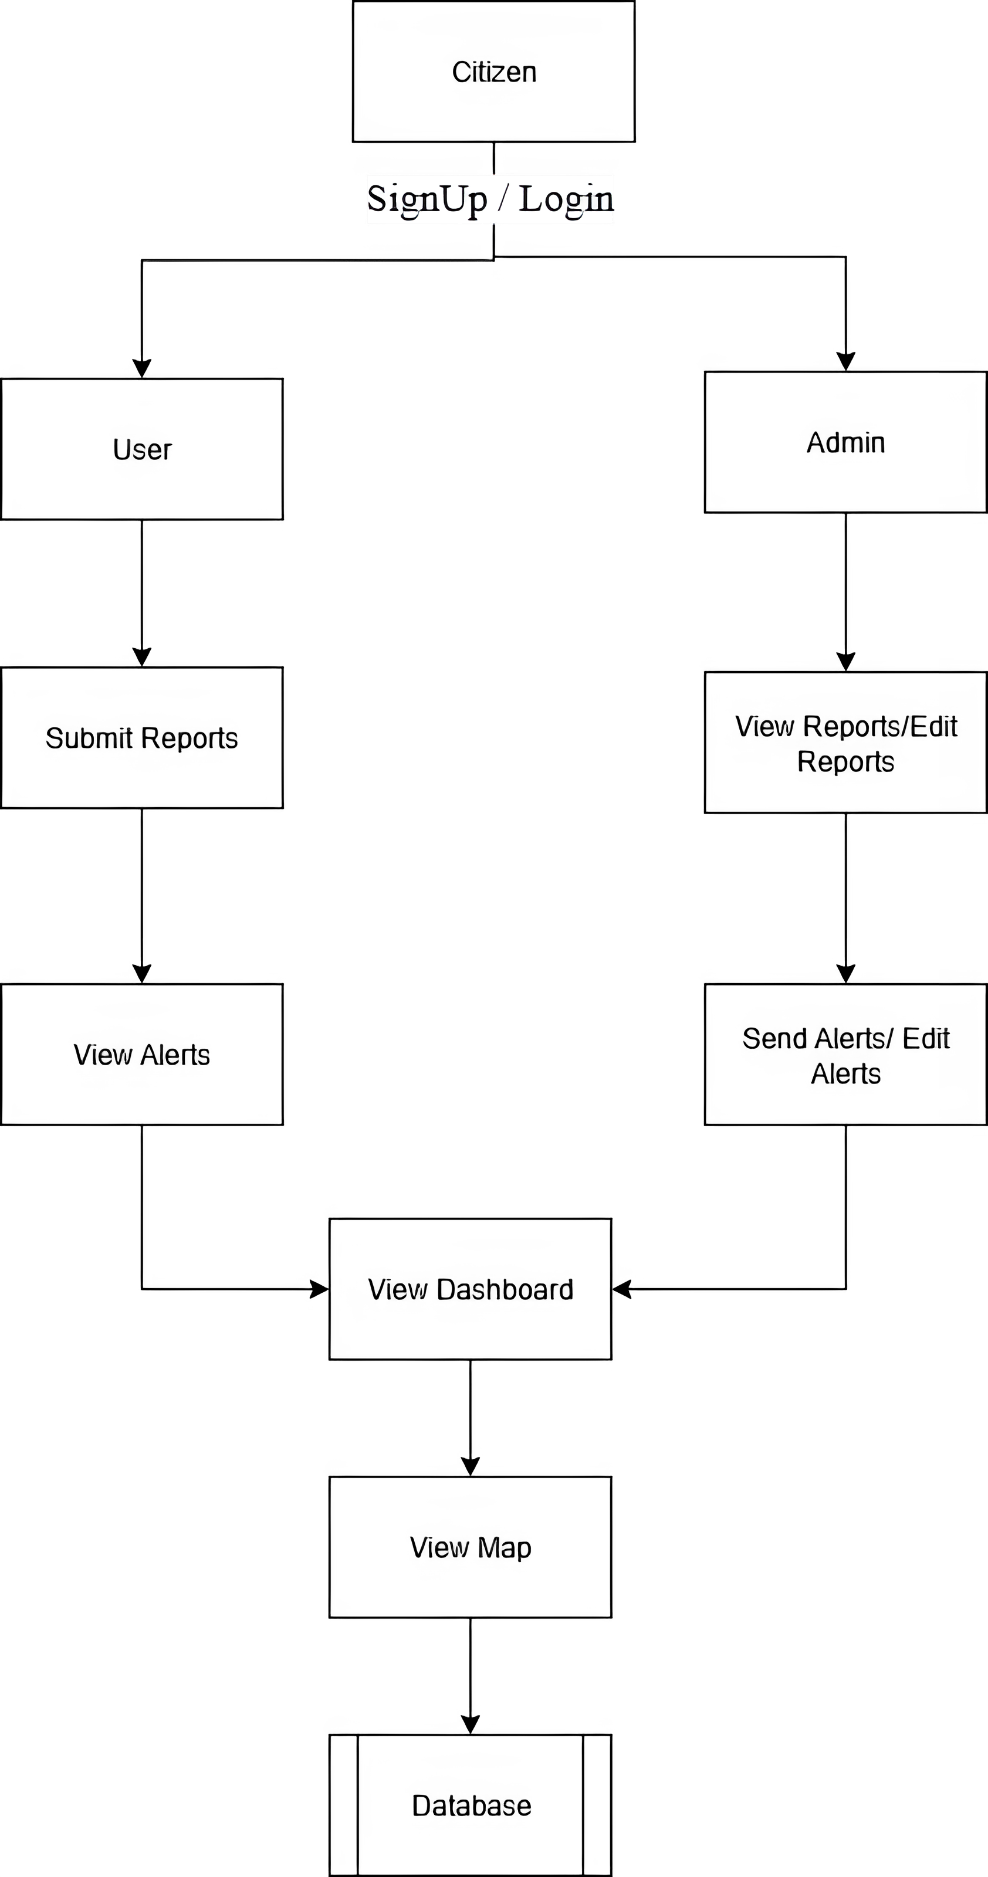 Citizen
SignUp / Login
User
Admin
Submit Reports
View Reports/Edit
Reports
View Alerts
Send Alerts/ Edit
Alerts
View Dashboard
View Map
Database